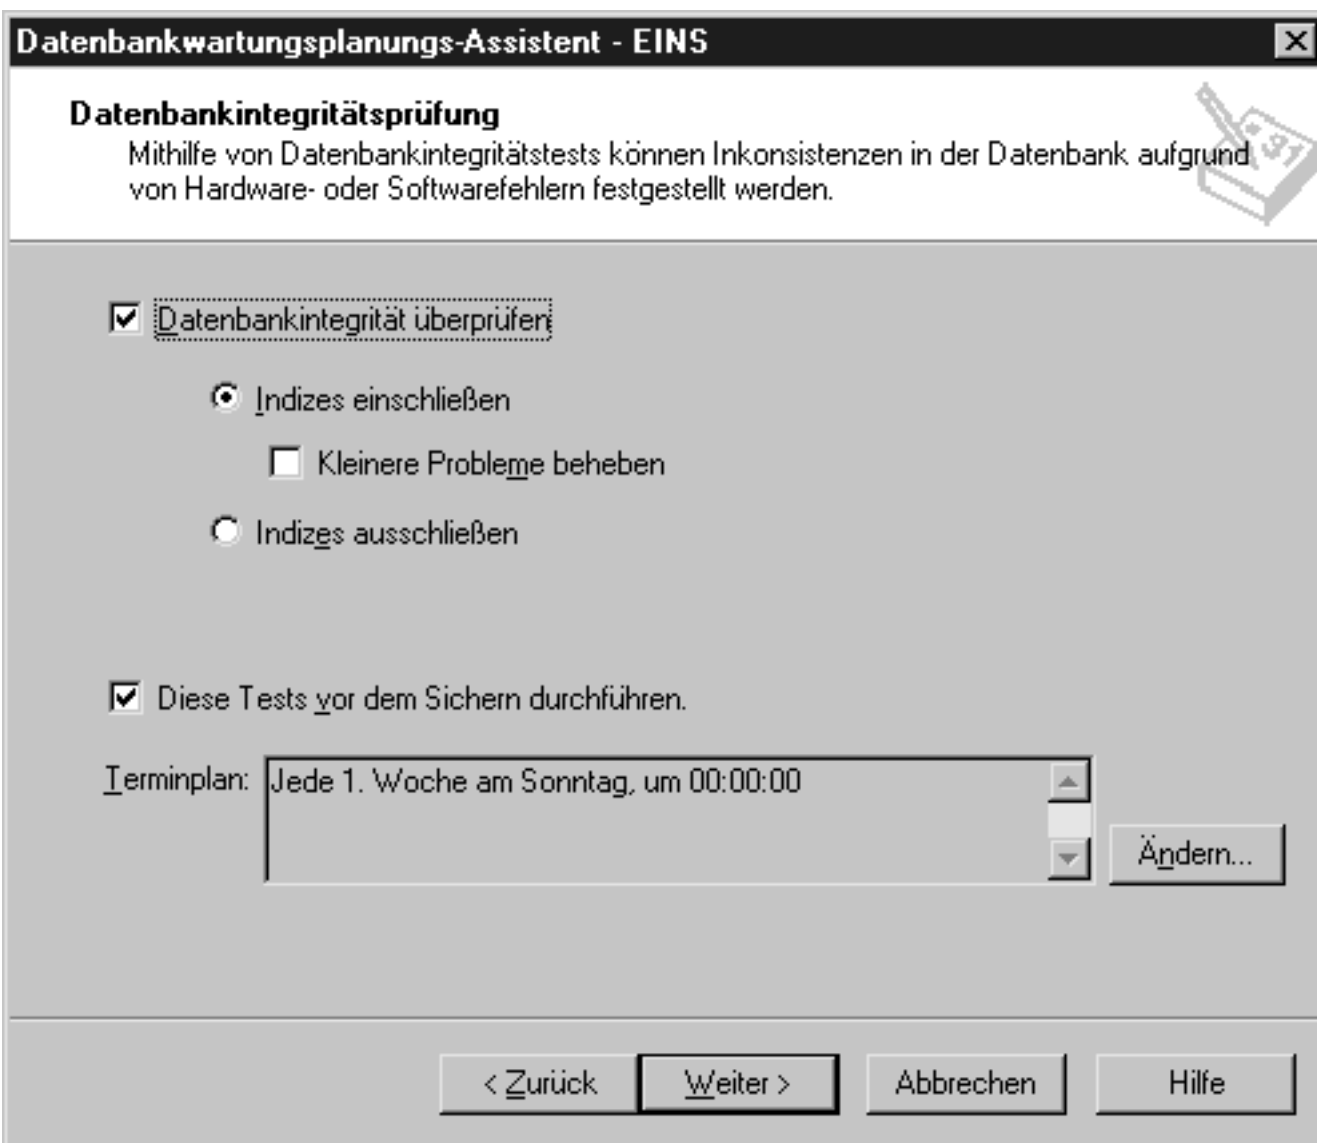 Datenbankwartungsplanungs-Assistent - EINS
Datenbankintegritätsprüfung
Mithilfe von Datenbankintegritätstests können Inkonsistenzen in der Datenbank aufgrund
von Hardware- oder Softwarefehlern festgestellt werden.
31
Datenbankintegrität überprüfen
Indizes einschließen
Kleinere Probleme beheben
Indizes ausschließen
Diese Tests vor dem Sichern durchführen.
Terminplan: Jede 1. Woche am Sonntag, um 00:00:00
Ändern...
< Zurück Weiter > Abbrechen Hilfe